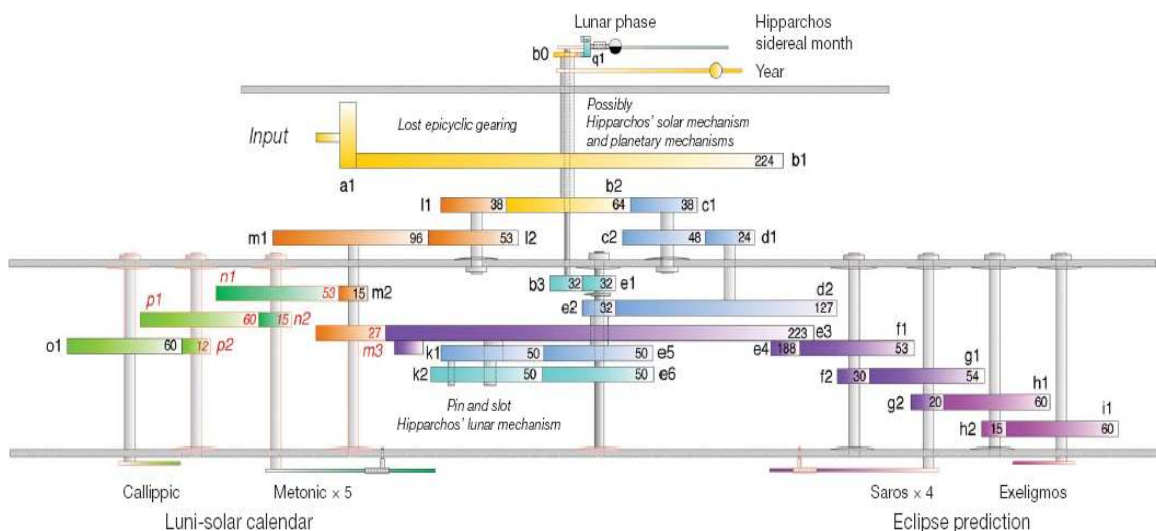 Lunar phase
Hipparchos
sidereal month
b0
q1
Year
Possibly
Hipparchos' solar mechanism
and planetary mechanisms
Input
Lost epicyclic gearing
224 b1
a1
b2
l1 38 64 38 c1
m1 96 53 l2 c2 48 24 d1
n1 53 15 m2 b3 32 32 e1
p1 60 15 n2 e2 32 127 d2
o1 60 12 p2 27 m3 223 e3
e4 188 53 f1
k1 50 50 e5
k2 50 50 e6
f2 30 54 g1
g2 20 60 h1
h2 15 60 i1
Pin and slot
Hipparchos' lunar mechanism
Callippic Metonic × 5 Saros × 4 Exeligmos
Luni-solar calendar Eclipse prediction